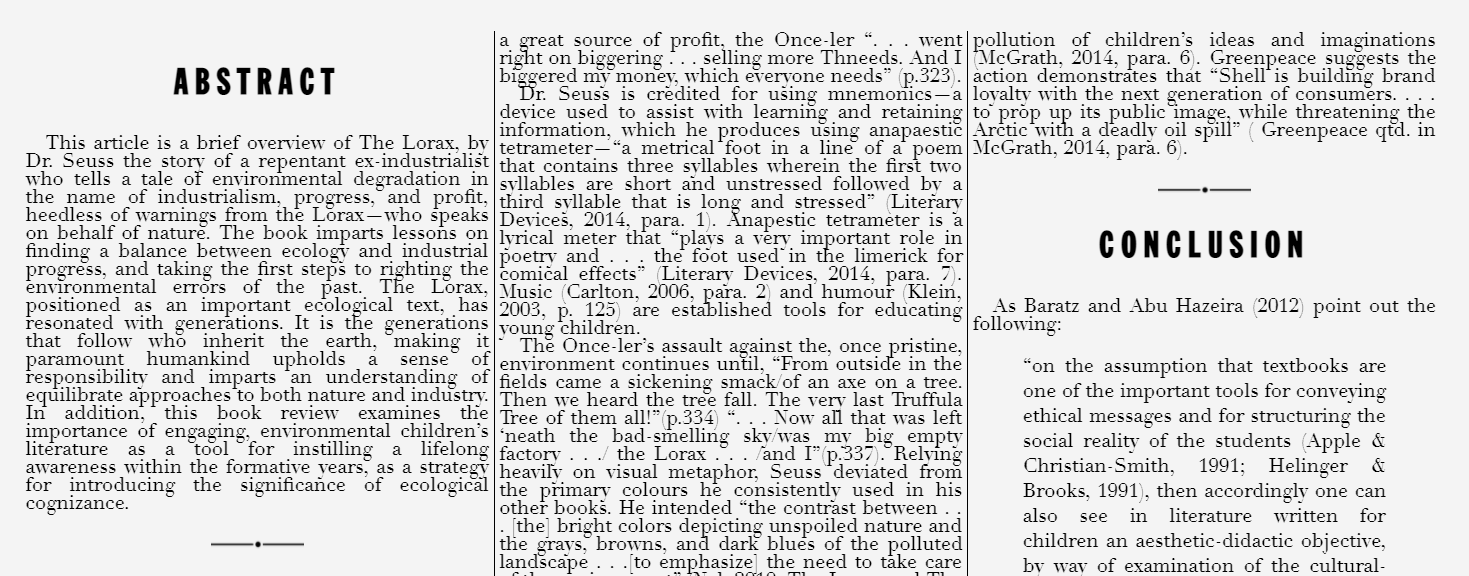 ABSTRACT
This article is a brief overview of The Lorax, by
Dr. Seuss the story of a repentant ex-industrialist
who tells a tale of environmental degradation in
the name of industrialism, progress, and profit,
heedless of warnings from the Lorax—who speaks
on behalf of nature. The book imparts lessons on
finding a balance between ecology and industrial
progress, and taking the first steps to righting the
environmental errors of the past. The Lorax,
positioned as an important ecological text, has
resonated with generations. It is the generations
that follow who inherit the earth, making it
paramount humankind upholds a sense of
responsibility and imparts an understanding of
equilibrate approaches to both nature and industry.
In addition, this book review examines the
importance of engaging, environmental children's
literature as a tool for instilling a lifelong
awareness within the formative years, as a strategy
for introducing the significance of ecological
cognizance.
a great source of profit, the Once-ler “. . . went
right on biggering . . . selling more Thneeds. And I
biggered my money, which everyone needs” (p.323).
Dr. Seuss is credited for using mnemonics—a
device used to assist with learning and retaining
information, which he produces using anapaestic
tetrameter—“a metrical foot in a line of a poem
that contains three syllables wherein the first two
syllables are short and unstressed followed by a
third syllable that is long and stressed” (Literary
Devices, 2014, para. 1). Anapestic tetrameter is a
lyrical meter that “plays a very important role in
poetry and . . . the foot used in the limerick for
comical effects” (Literary Devices, 2014, para. 7).
Music (Carlton, 2006, para. 2) and humour (Klein,
2003, p. 125) are established tools for educating
young children.
The Once-ler's assault against the, once pristine,
environment continues until, “From outside in the
fields came a sickening smack/of an axe on a tree.
Then we heard the tree fall. The very last Truffula
Tree of them all!”(p.334) “. . . Now all that was left
‘neath the bad-smelling sky/was my big empty
factory . . ./ the Lorax . . . /and I”(p.337). Relying
heavily on visual metaphor, Seuss deviated from
the primary colours he consistently used in his
other books. He intended “the contrast between . .
. [the] bright colors depicting unspoiled nature and
the grays, browns, and dark blues of the polluted
landscape . . .[to emphasize] the need to take care
pollution of children's ideas and imaginations
(McGrath, 2014, para. 6). Greenpeace suggests the
action demonstrates that “Shell is building brand
loyalty with the next generation of consumers. . . .
to prop up its public image, while threatening the
Arctic with a deadly oil spill” ( Greenpeace qtd. in
McGrath, 2014, para. 6).
CONCLUSION
As Baratz and Abu Hazeira (2012) point out the
following:
“on the assumption that textbooks are
one of the important tools for conveying
ethical messages and for structuring the
social reality of the students (Apple &
Christian-Smith, 1991; Helinger &
Brooks, 1991), then accordingly one can
also see in literature written for
children an aesthetic-didactic objective,
by way of examination of the cultural-